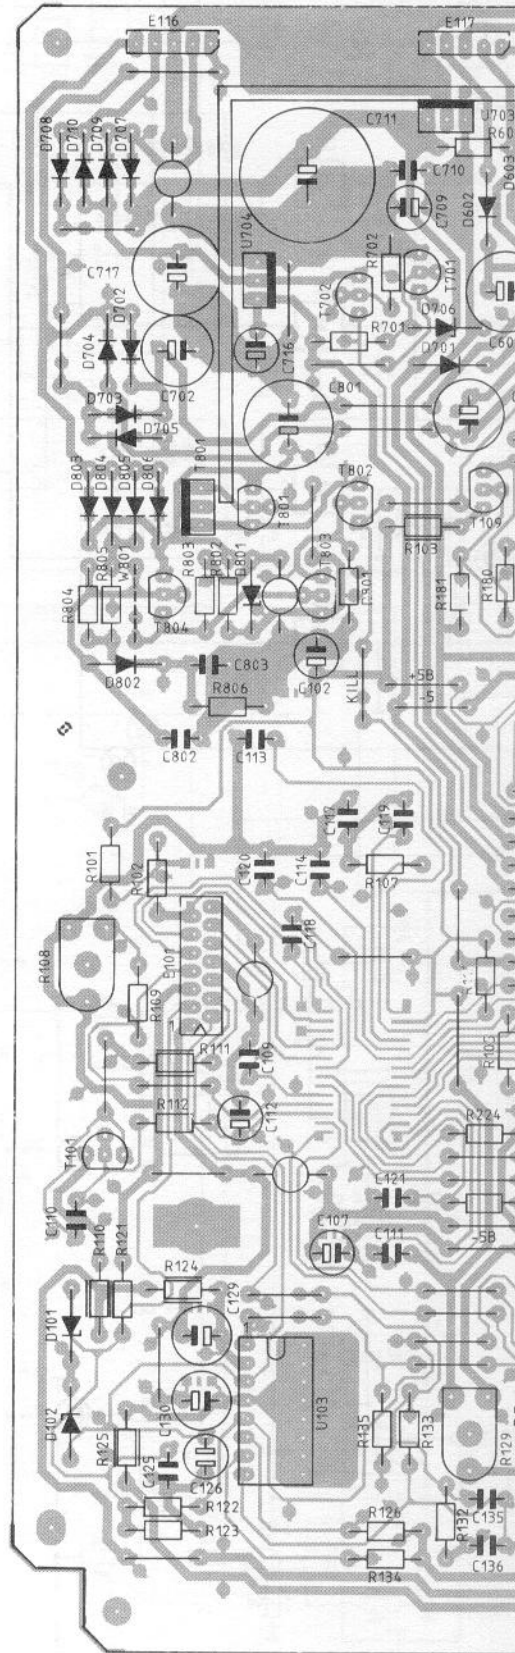 E116
E117
D708
D710
D709
D707
C711
U703
C710
D603
C709
D602
U704
R702
T701
C717
D702
T702
D706
D704
R701
D701
C716
C702
C801
D703
D705
T801
D803
D804
D805
D806
T802
T801
T109
R103
R803
R802
D801
T803
R805
W801
R804
R181
R180
T804
C803
D802
C102
R806
KILL
+5B
-5
C802
C113
C117
C119
R101
R102
C120
C114
R107
C118
R108
E101
R109
1
R111
C109
R112
C112
R224
T101
C121
C110
C107
C111
-5B
R110
R121
R124
C129
D101
U103
D102
C130
R135
R133
R129
R125
C125
C126
R122
R126
R132
C135
R123
R134
C136